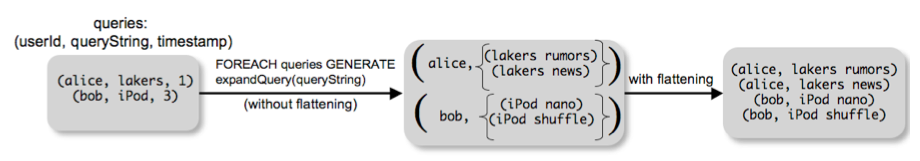 queries:
(userId, queryString, timestamp)
(alice, lakers, 1)
(bob, iPod, 3)
FOREACH queries GENERATE
expandQuery(queryString)
(without flattening)
(alice, {(lakers rumors)
(lakers news)})
(bob, {(iPod nano)
(iPod shuffle)})
with flattening
(alice, lakers rumors)
(alice, lakers news)
(bob, iPod nano)
(bob, iPod shuffle)